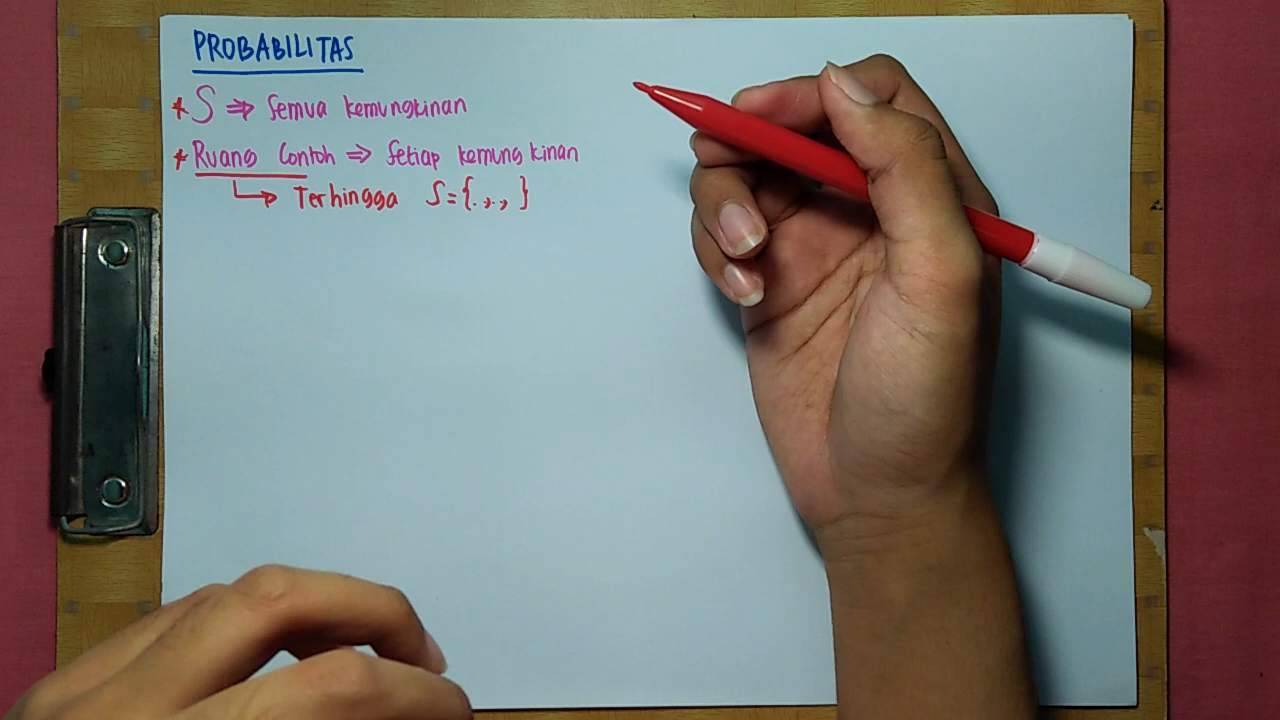 PROBABILITAS
* S ⇒ Semua kemungkinan
* Ruang Contoh ⇒ Setiap kemungkinan
↳ Terhingga S = {., ., , }